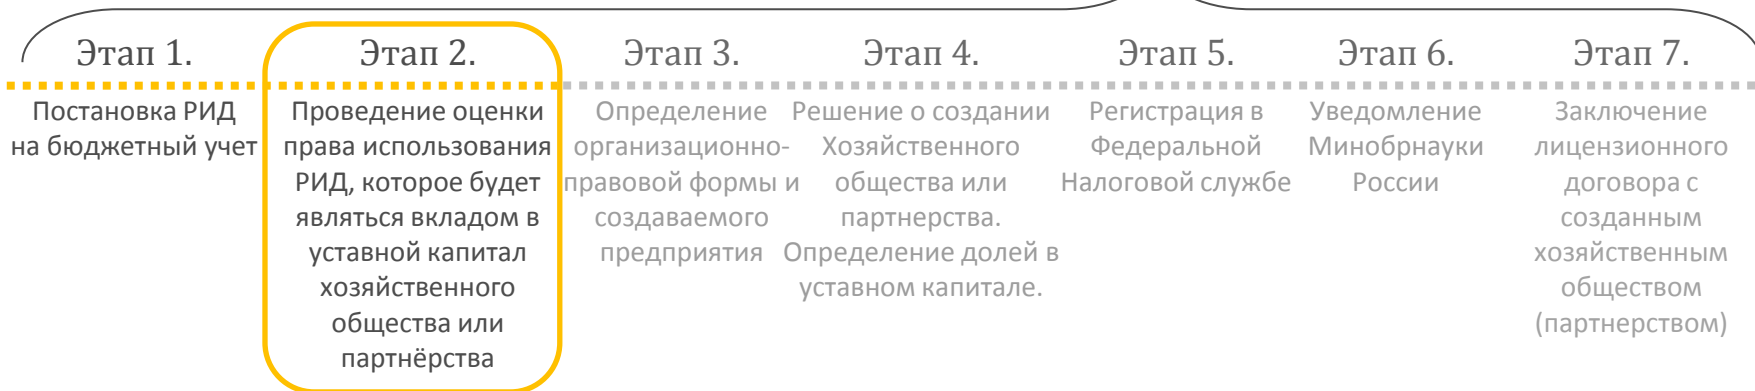 Этап 1.
Постановка РИД
на бюджетный учет
Этап 2.
Проведение оценки
права использования
РИД, которое будет
являться вкладом в
уставной капитал
хозяйственного
общества или
партнёрства
Этап 3.
Определение
организационно-
правовой формы и
создаваемого
предприятия
Этап 4.
Решение о создании
Хозяйственного
общества или
партнерства.
Определение долей в
уставном капитале.
Этап 5.
Регистрация в
Федеральной
Налоговой службе
Этап 6.
Уведомление
Минобрнауки
России
Этап 7.
Заключение
лицензионного
договора с
созданным
хозяйственным
обществом
(партнерством)